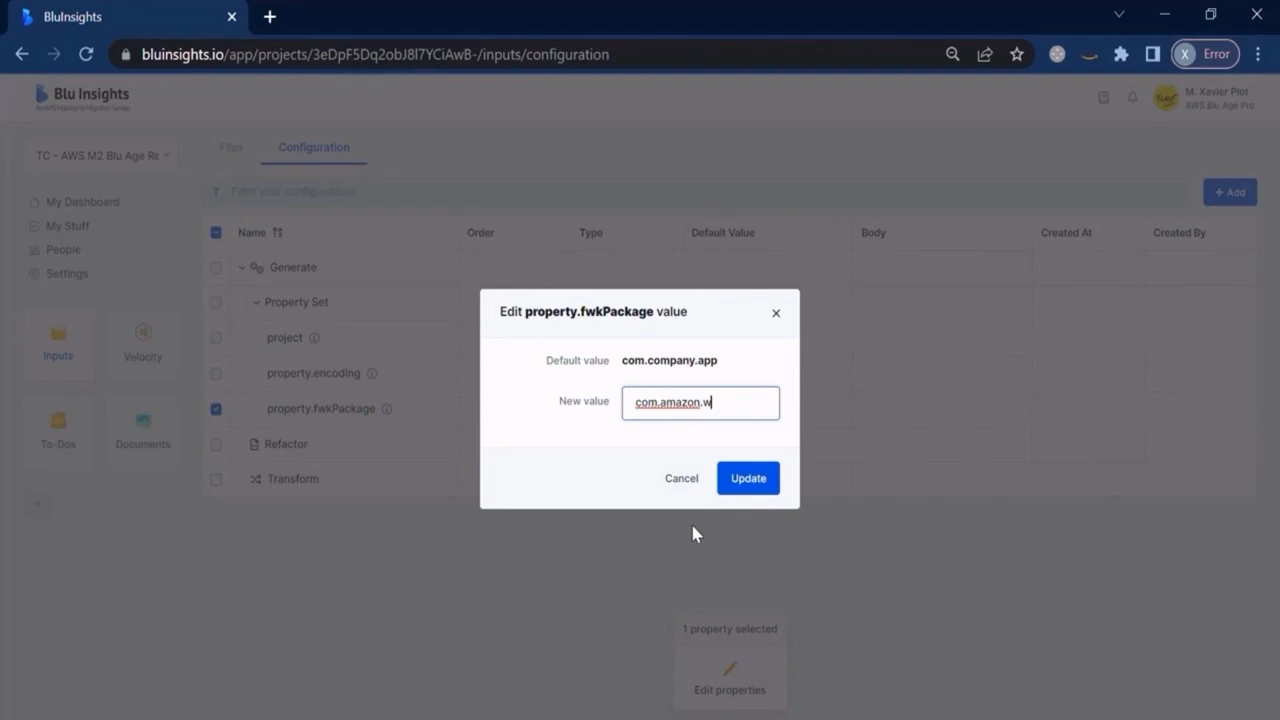 BluInsights
bluinsights.io/app/projects/3eDpF5Dq2obJ8l7YCiAwB-/inputs/configuration
X Error
Blu Insights
M. Xavier Plot
AWS Blu Age Pro
TC - AWS M2 Blu Age Re
Files Configuration
Filter your configurations
+ Add
My Dashboard
My Stuff
People
Settings
Inputs Velocity
To-Dos Documents
Name Order Type Default Value Body Created At Created By
Generate
Property Set
project
property.encoding
property.fwkPackage
Refactor
Transform
Edit property.fwkPackage value
Default value com.company.app
New value com.amazon.w
Cancel Update
1 property selected
Edit properties